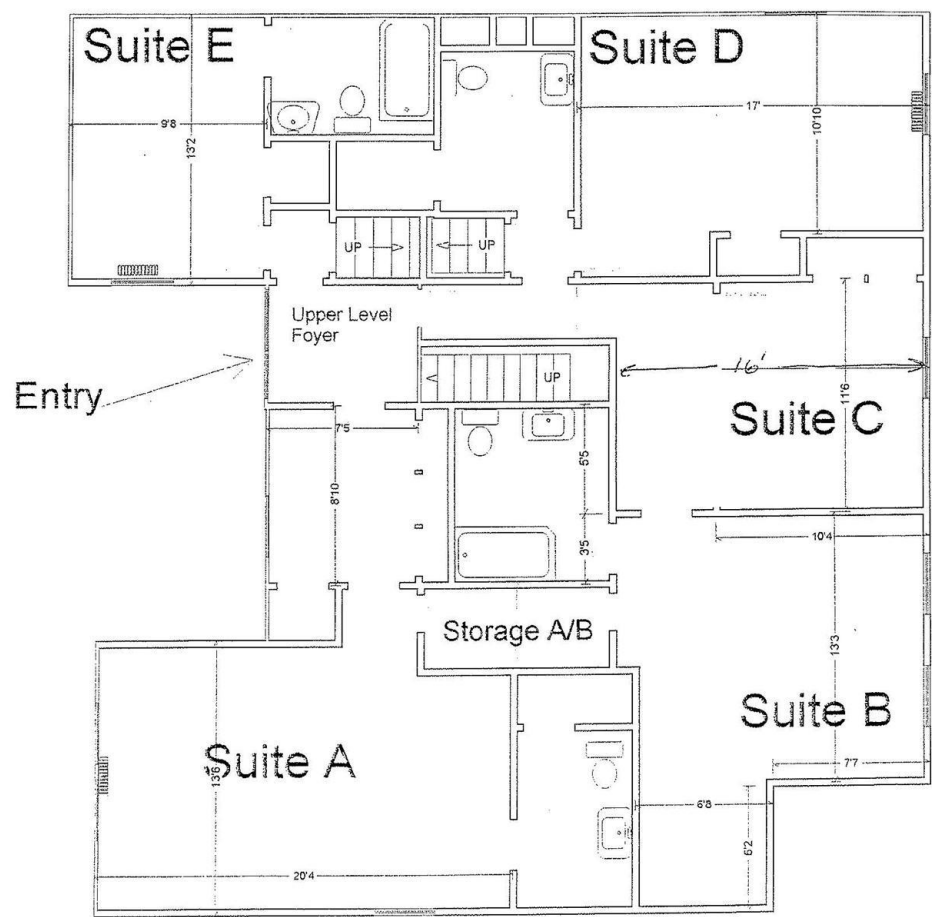 Suite E
Suite D
9'8
13'2
17'
10'10
UP
UP
Upper Level
Foyer
Entry
UP
16'
11'6
Suite C
7'5
8'10
5'5
3'5
10'4
Storage A/B
13'3
Suite B
Suite A
13'6
7'7
6'8
6'2
20'4